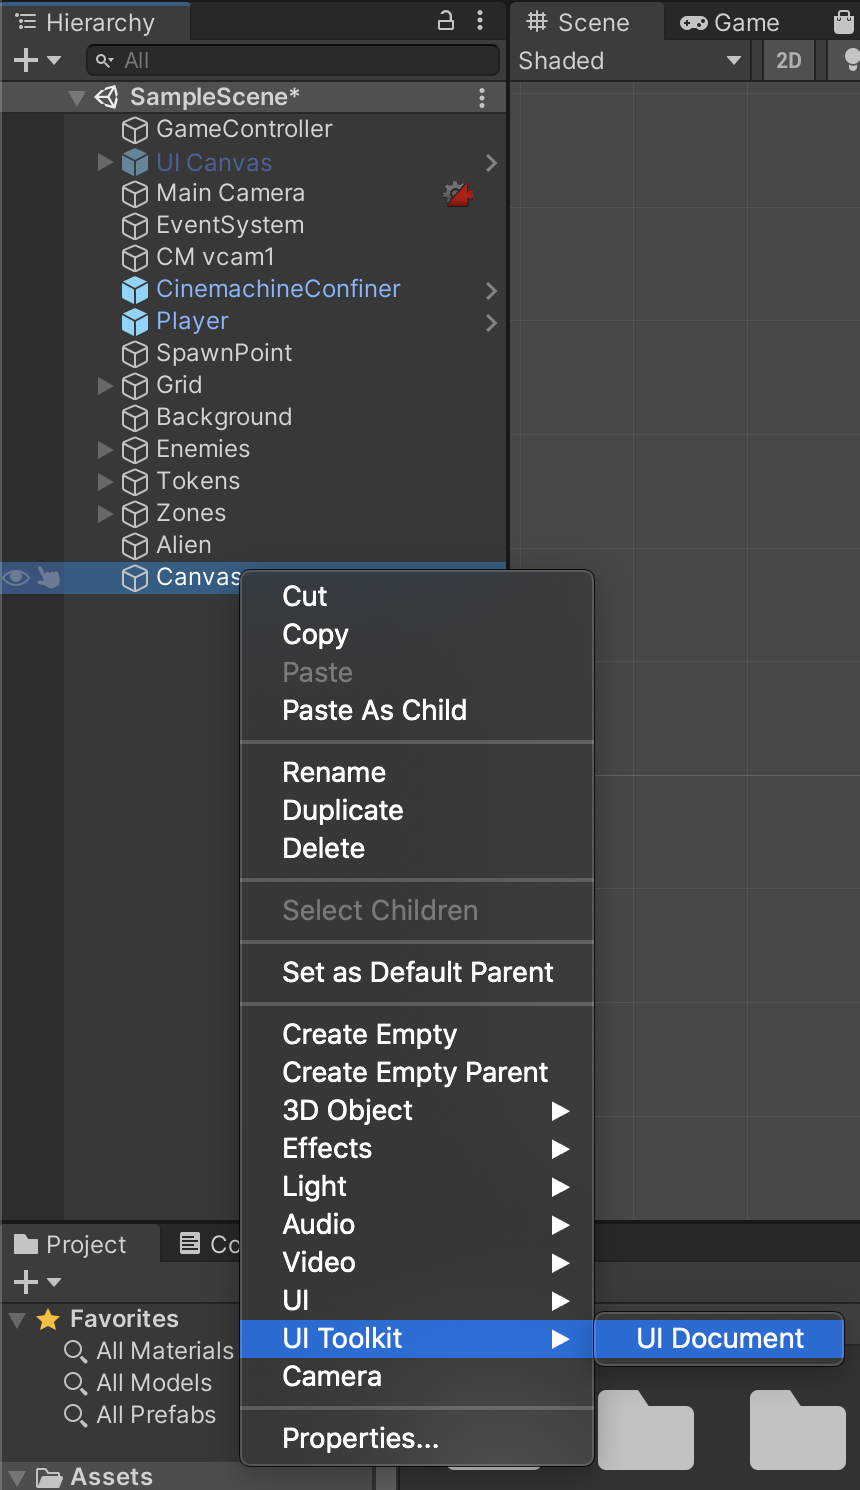 Hierarchy
Scene
Game
All
Shaded
2D
SampleScene*
GameController
UI Canvas
Main Camera
EventSystem
CM vcam1
CinemachineConfiner
Player
SpawnPoint
Grid
Background
Enemies
Tokens
Zones
Alien
Canvas
Cut
Copy
Paste
Paste As Child
Rename
Duplicate
Delete
Select Children
Set as Default Parent
Create Empty
Create Empty Parent
3D Object
Effects
Light
Audio
Video
UI
UI Toolkit
UI Document
Camera
Properties...
Project
Co
Favorites
All Materials
All Models
All Prefabs
Assets